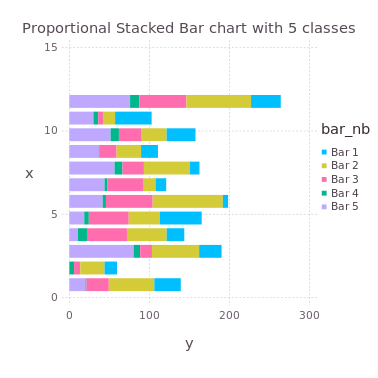 Proportional Stacked Bar chart with 5 classes
15
10
5
0
x
0 100 200 300
y
bar_nb
Bar 1
Bar 2
Bar 3
Bar 4
Bar 5